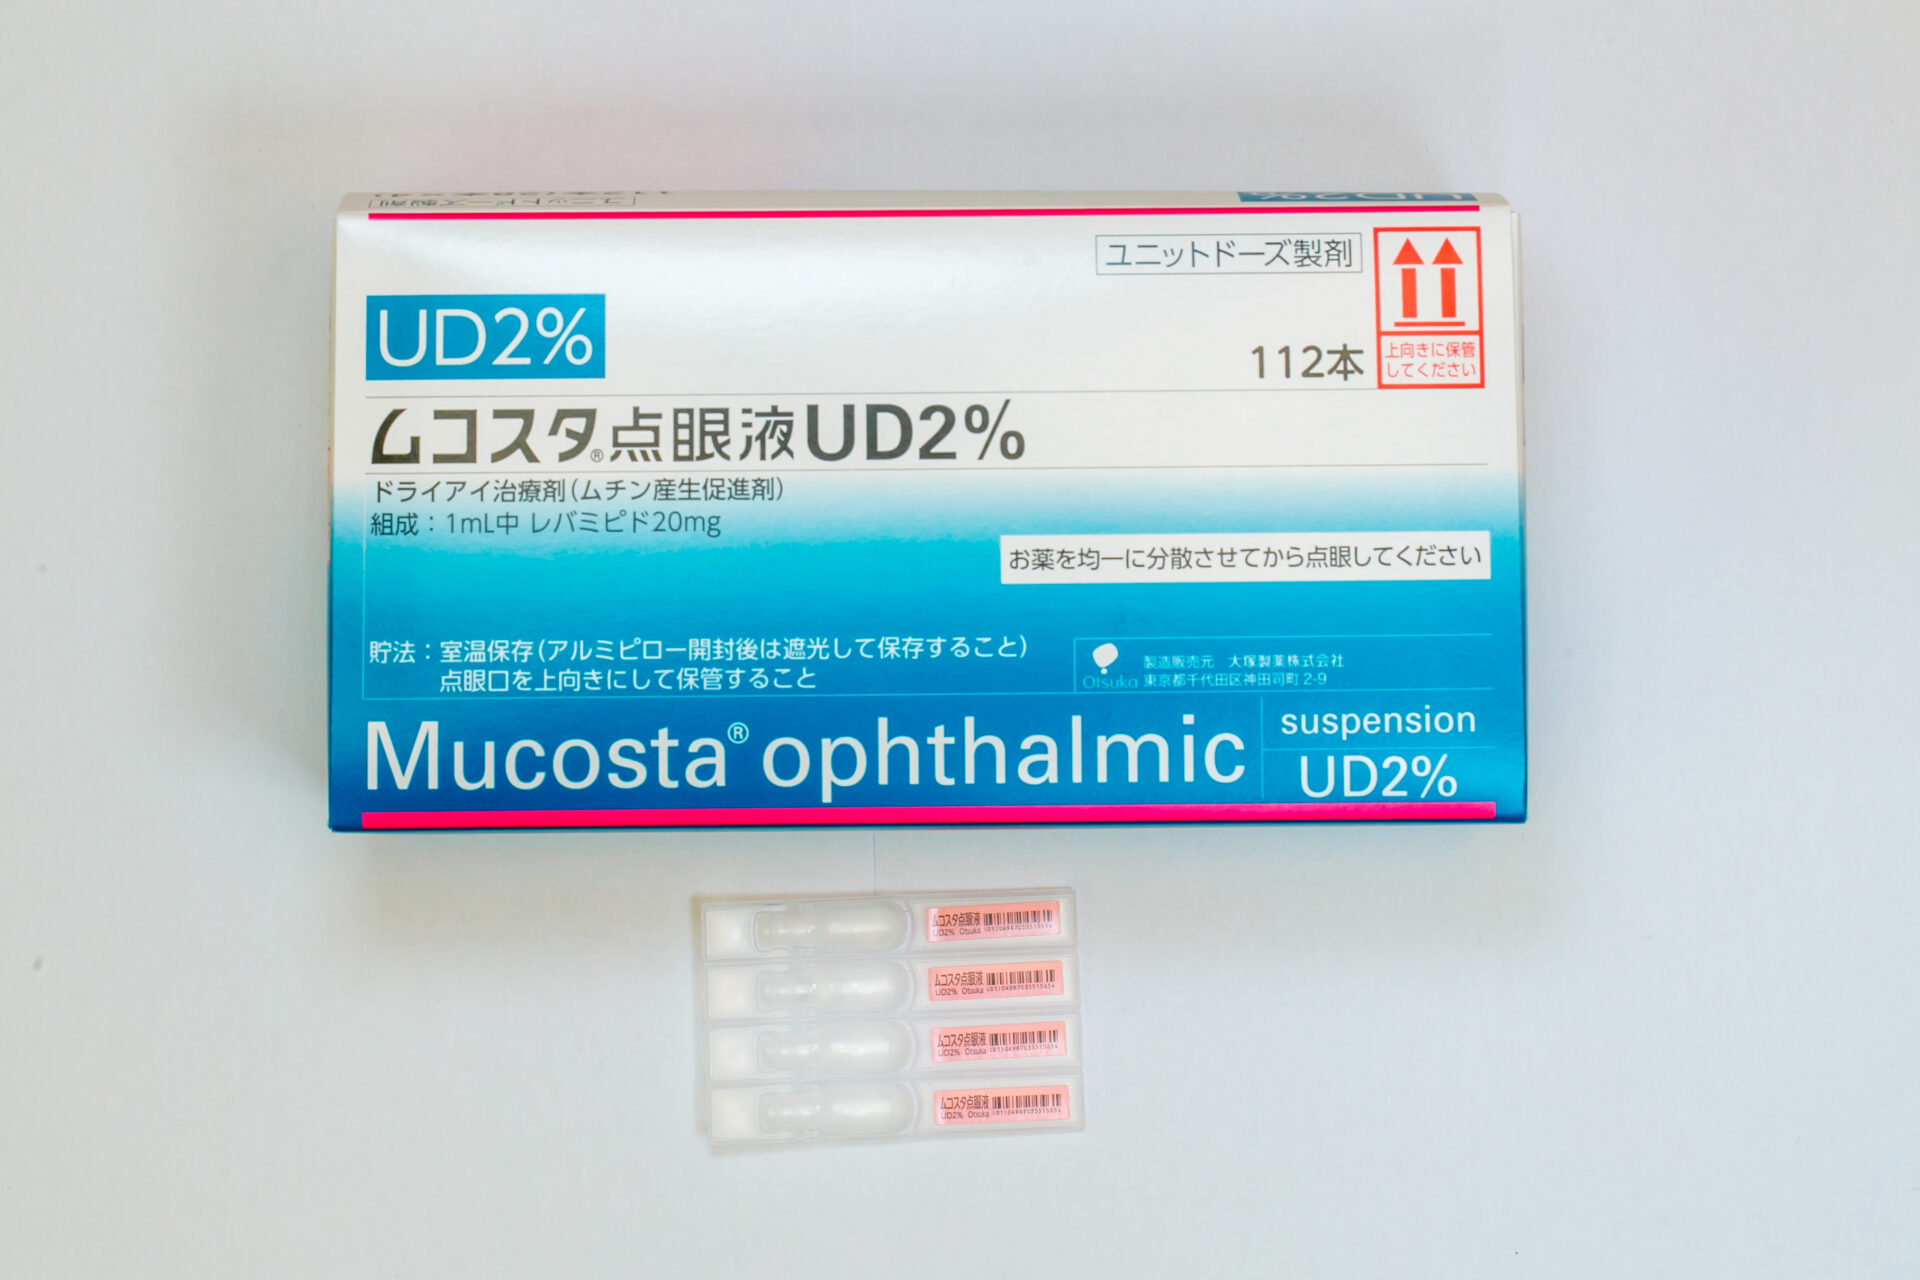 ユニットドーズ製剤
UD2%
112本
上向きに保管
してください
ムコスタ®点眼液UD2%
ドライアイ治療剤(ムチン産生促進剤)
組成:1mL中 レバミピド20mg
お薬を均一に分散させてから点眼してください
貯法:室温保存(アルミピロー開封後は遮光して保存すること)
点眼口を上向きにして保管すること
Otsuka
製造販売元 大塚製薬株式会社
東京都千代田区神田司町 2-9
Mucosta® ophthalmic
suspension
UD2%
ムコスタ点眼液
UD2% Otsuka (01)04987035515654
ムコスタ点眼液
UD2% Otsuka (01)04987035515654
ムコスタ点眼液
UD2% Otsuka (01)04987035515654
ムコスタ点眼液
UD2% Otsuka (01)04987035515654